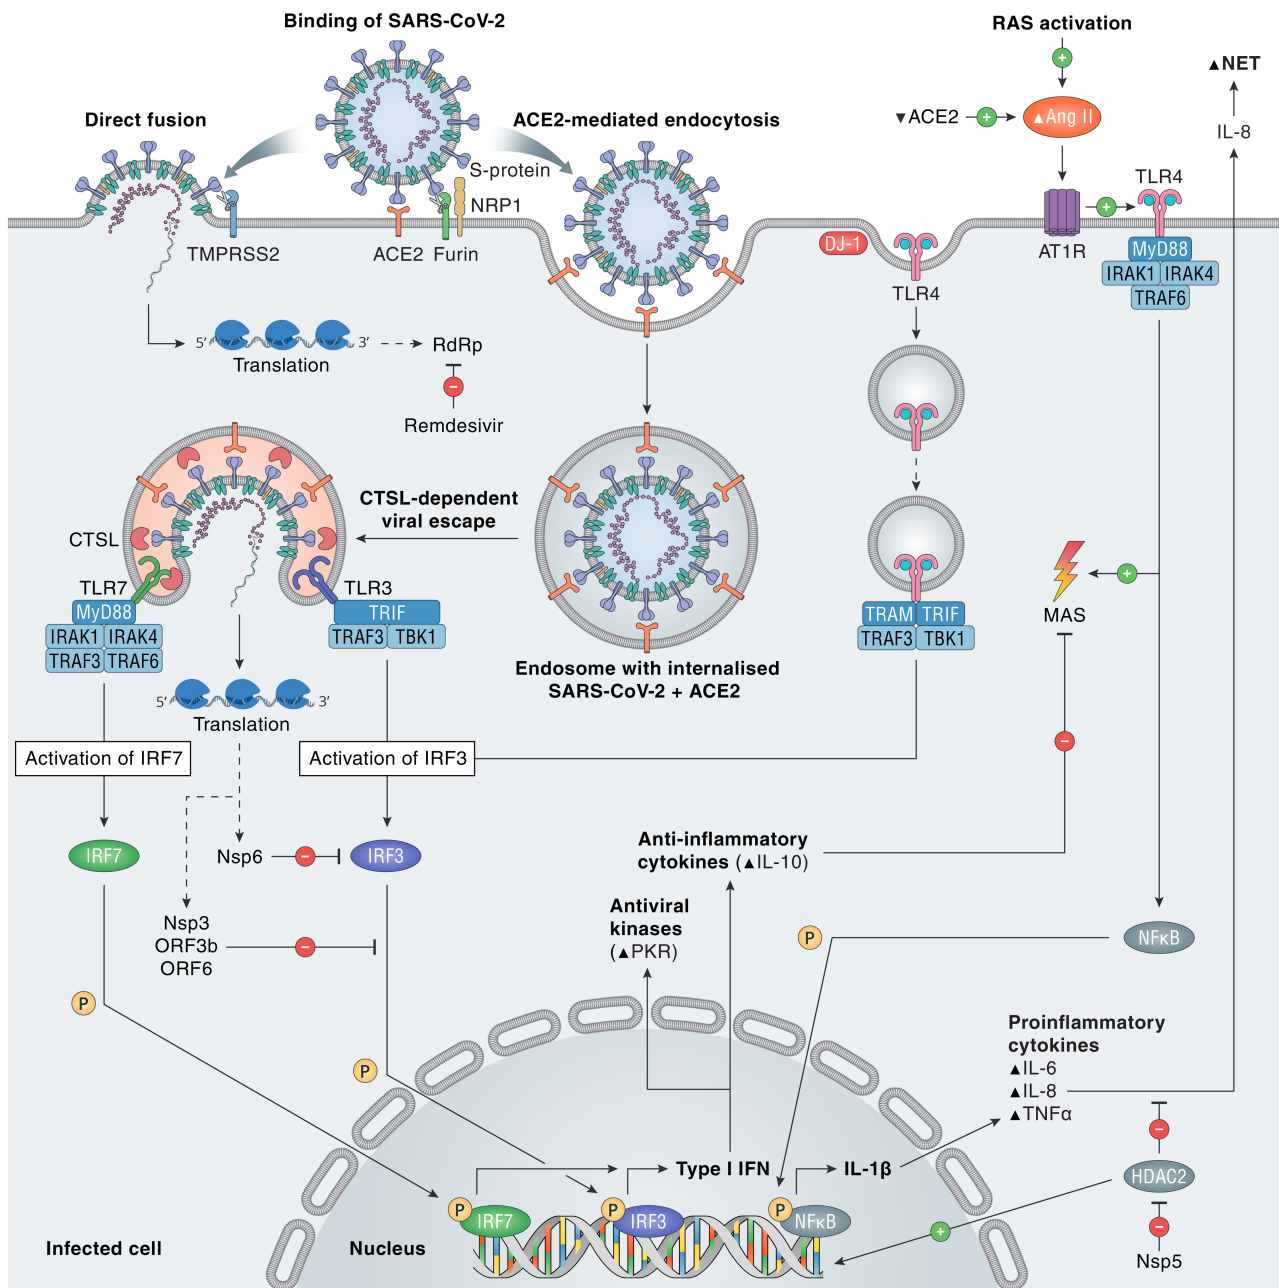 Binding of SARS-CoV-2
RAS activation
+
▲NET
Direct fusion
ACE2-mediated endocytosis
▼ACE2
+
▲Ang II
IL-8
S-protein
NRP1
TLR4
+
TMPRSS2
ACE2
Furin
DJ-1
AT1R
MyD88
IRAK1
IRAK4
TRAF6
TLR4
5’
3’
Translation
RdRp
–
Remdesivir
CTSL-dependent
viral escape
CTSL
TLR7
MyD88
IRAK1
IRAK4
TRAF3
TRAF6
TLR3
TRIF
TRAF3
TBK1
TRAM
TRIF
TRAF3
TBK1
+
MAS
Endosome with internalised
SARS-CoV-2 + ACE2
5’
3’
Translation
Activation of IRF7
Activation of IRF3
–
IRF7
Nsp6
–
IRF3
Anti-inflammatory
cytokines (▲IL-10)
Antiviral
kinases
(▲PKR)
Nsp3
ORF3b
ORF6
–
P
NFκB
P
P
Proinflammatory
cytokines
▲IL-6
▲IL-8
▲TNFα
–
HDAC2
–
Nsp5
Type I IFN
IL-1β
P
IRF7
P
IRF3
P
NFκB
+
Infected cell
Nucleus